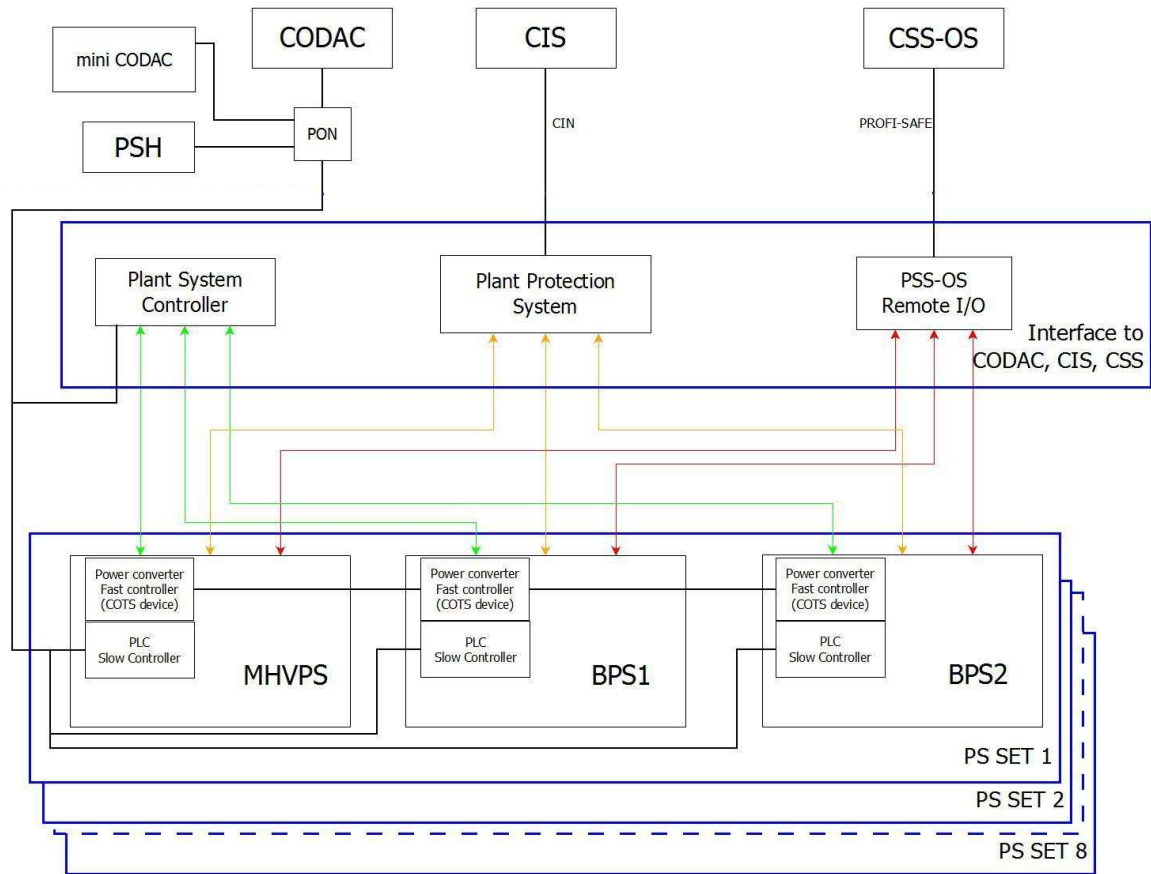 CODAC
CIS
CSS-OS
mini CODAC
PON
CIN
PROFI-SAFE
PSH
Plant System
Controller
Plant Protection
System
PSS-OS
Remote I/O
Interface to
CODAC, CIS, CSS
Power converter
Fast controller
(COTS device)
PLC
Slow Controller
MHVPS
Power converter
Fast controller
(COTS device)
PLC
Slow Controller
BPS1
Power converter
Fast controller
(COTS device)
PLC
Slow Controller
BPS2
PS SET 1
PS SET 2
PS SET 8